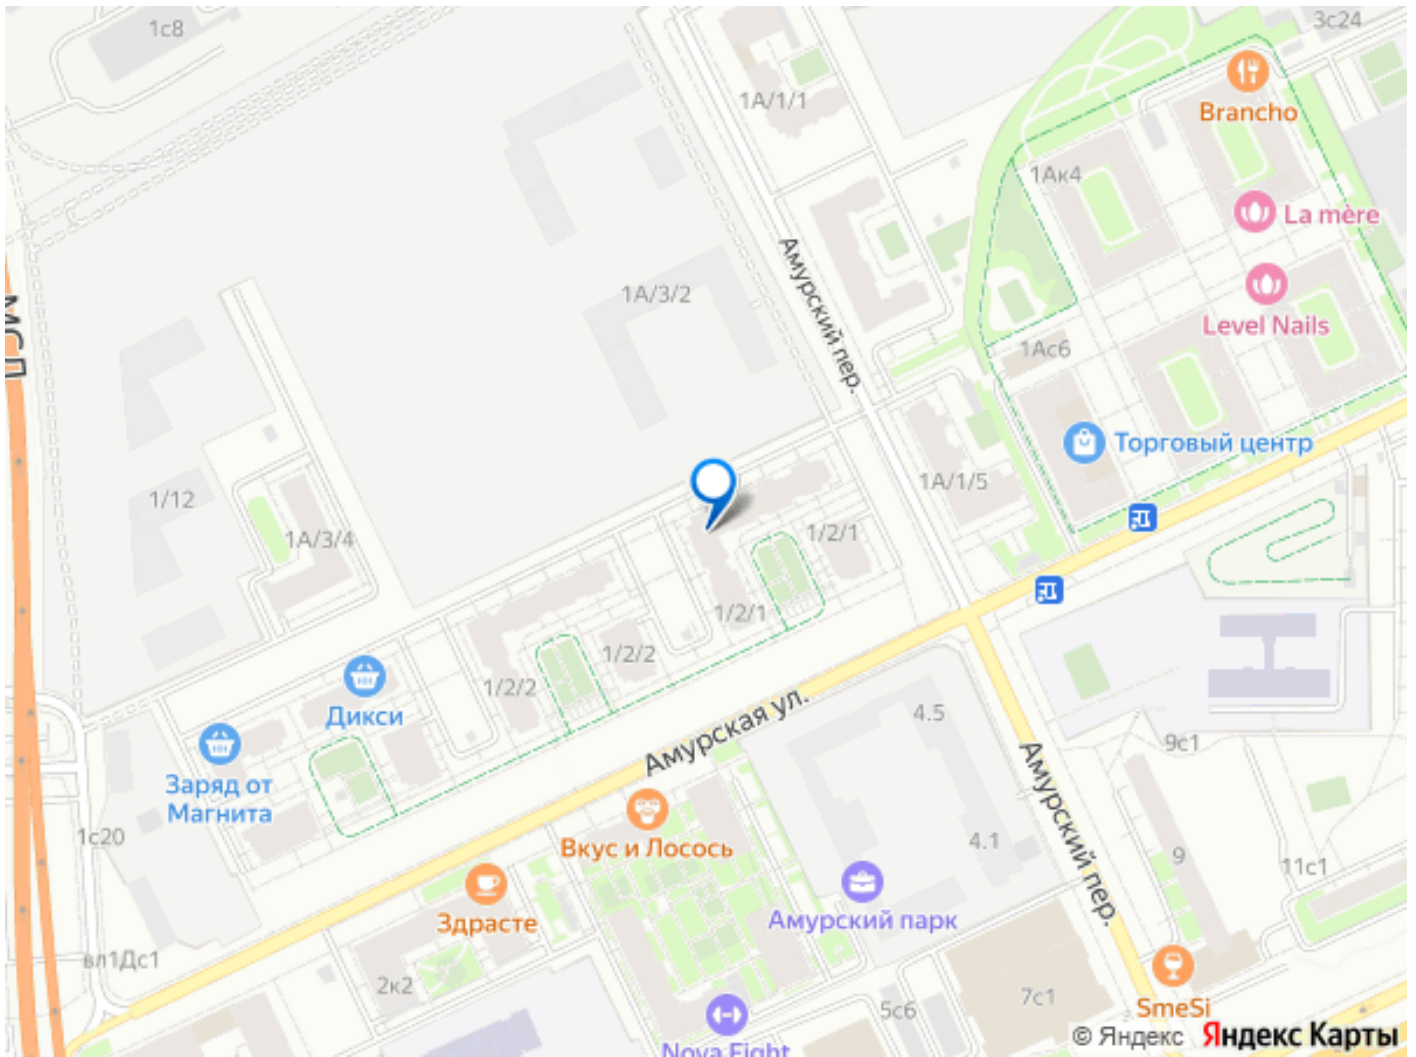 1с8
3с24
1А/1/1
Brancho
1Ак4
La mère
Амурский пер.
1А/3/2
Level Nails
МСД
1Ас6
Торговый центр
1А/1/5
1/12
1А/3/4
1/2/1
1/2/1
1/2/2
1/2/2
Дикси
4.5
Амурская ул.
9с1
Заряд от
Магнита
Амурский пер.
1с20
Вкус и Лосось
4.1
9
11с1
Здрасте
Амурский парк
вл1Дс1
2к2
7с1
5с6
SmeSi
Nova Fight
© Яндекс Яндекс Карты